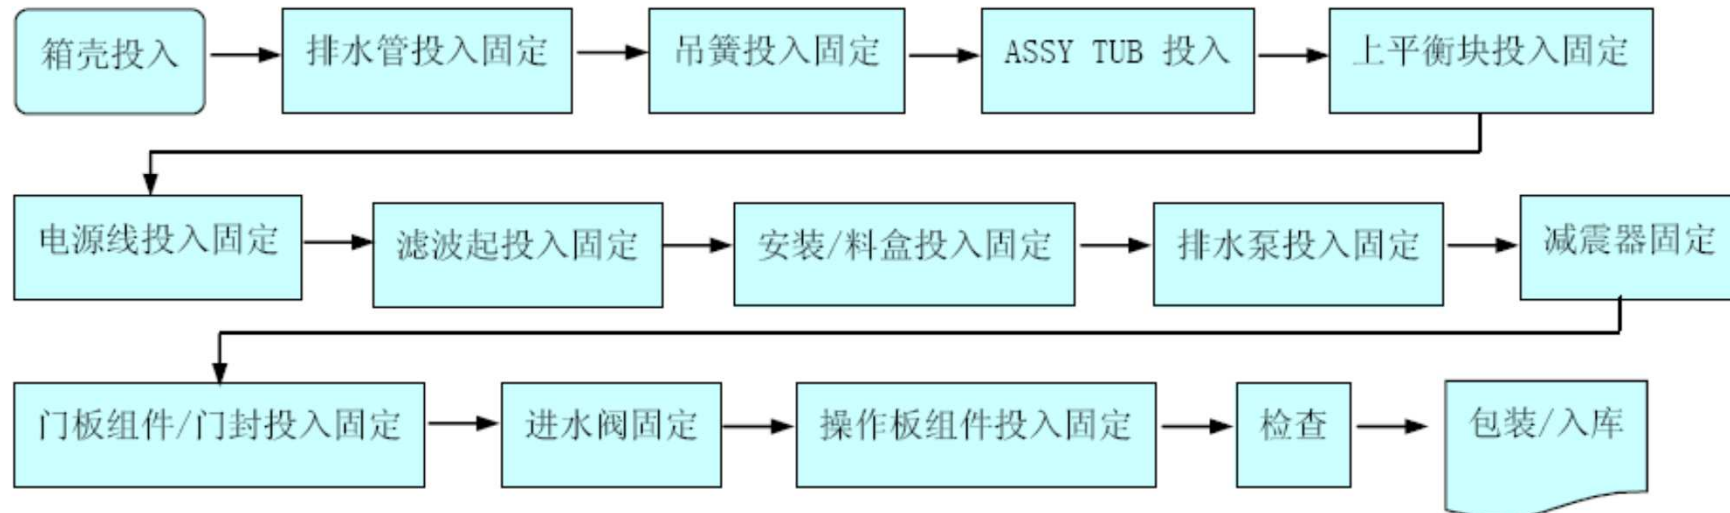 箱壳投入
排水管投入固定
吊簧投入固定
ASSY TUB 投入
上平衡块投入固定
电源线投入固定
滤波起投入固定
安装/料盒投入固定
排水泵投入固定
减震器固定
门板组件/门封投入固定
进水阀固定
操作板组件投入固定
检查
包装/入库